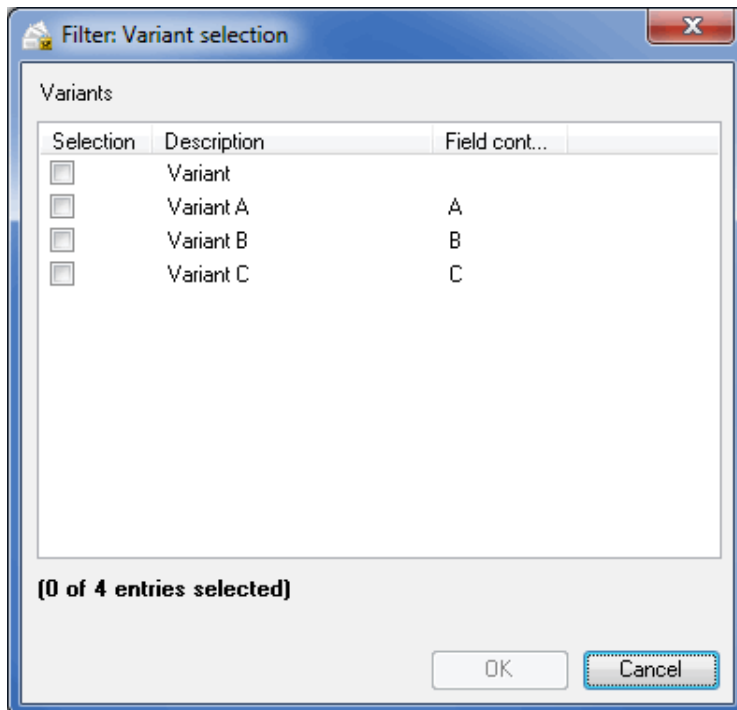 Filter: Variant selection
Variants
Selection Description Field cont...
Variant
Variant A A
Variant B B
Variant C C
(0 of 4 entries selected)
OK Cancel